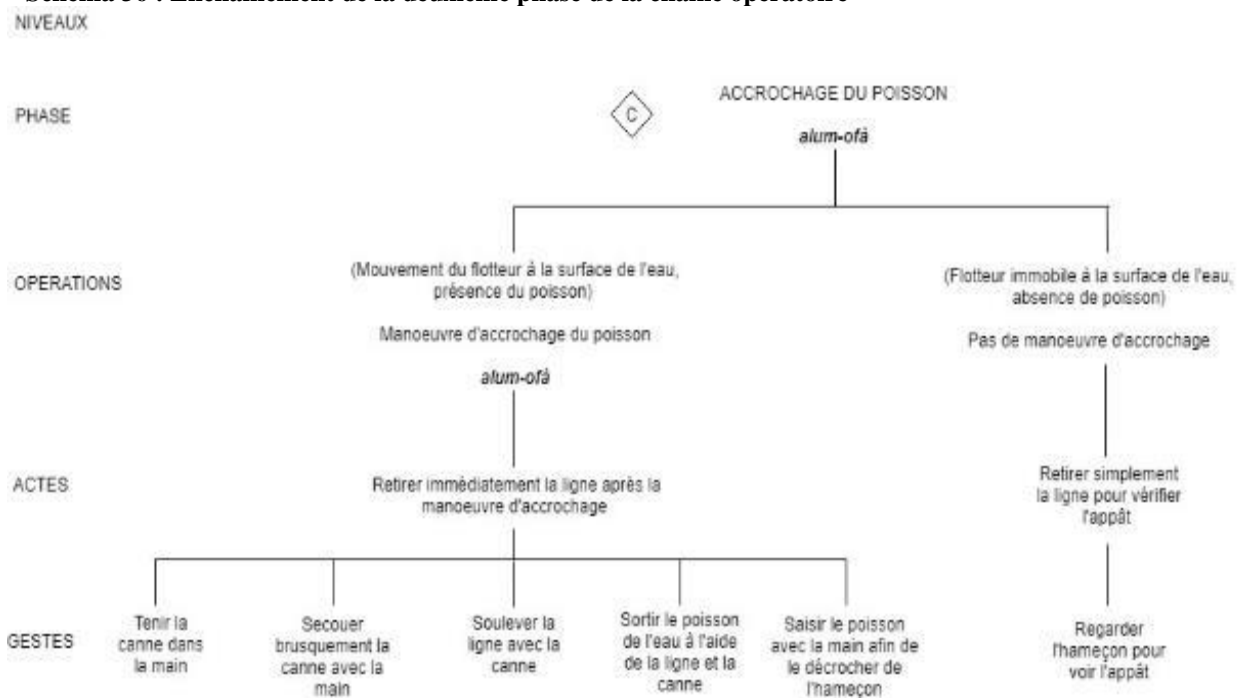 Schéma 30 : Enchaînement de la deuxième phase de la chaîne opératoire
NIVEAUX
PHASE
C
ACCROCHAGE DU POISSON
alum-ofà
OPERATIONS
(Mouvement du flotteur à la surface de l'eau,
présence du poisson)
Manoeuvre d'accrochage du poisson
alum-ofà
(Flotteur immobile à la surface de l'eau,
absence de poisson)
Pas de manoeuvre d'accrochage
ACTES
Retirer immédiatement la ligne après la
manoeuvre d'accrochage
Retirer simplement
la ligne pour vérifier
l'appât
GESTES
Tenir la
canne dans
la main
Secouer
brusquement la
canne avec la
main
Soulever la
ligne avec la
canne
Sortir le poisson
de l'eau à l'aide
de la ligne et la
canne
Saisir le poisson
avec la main afin de
le décrocher de
l'hameçon
Regarder
l'hameçon pour
voir l'appât